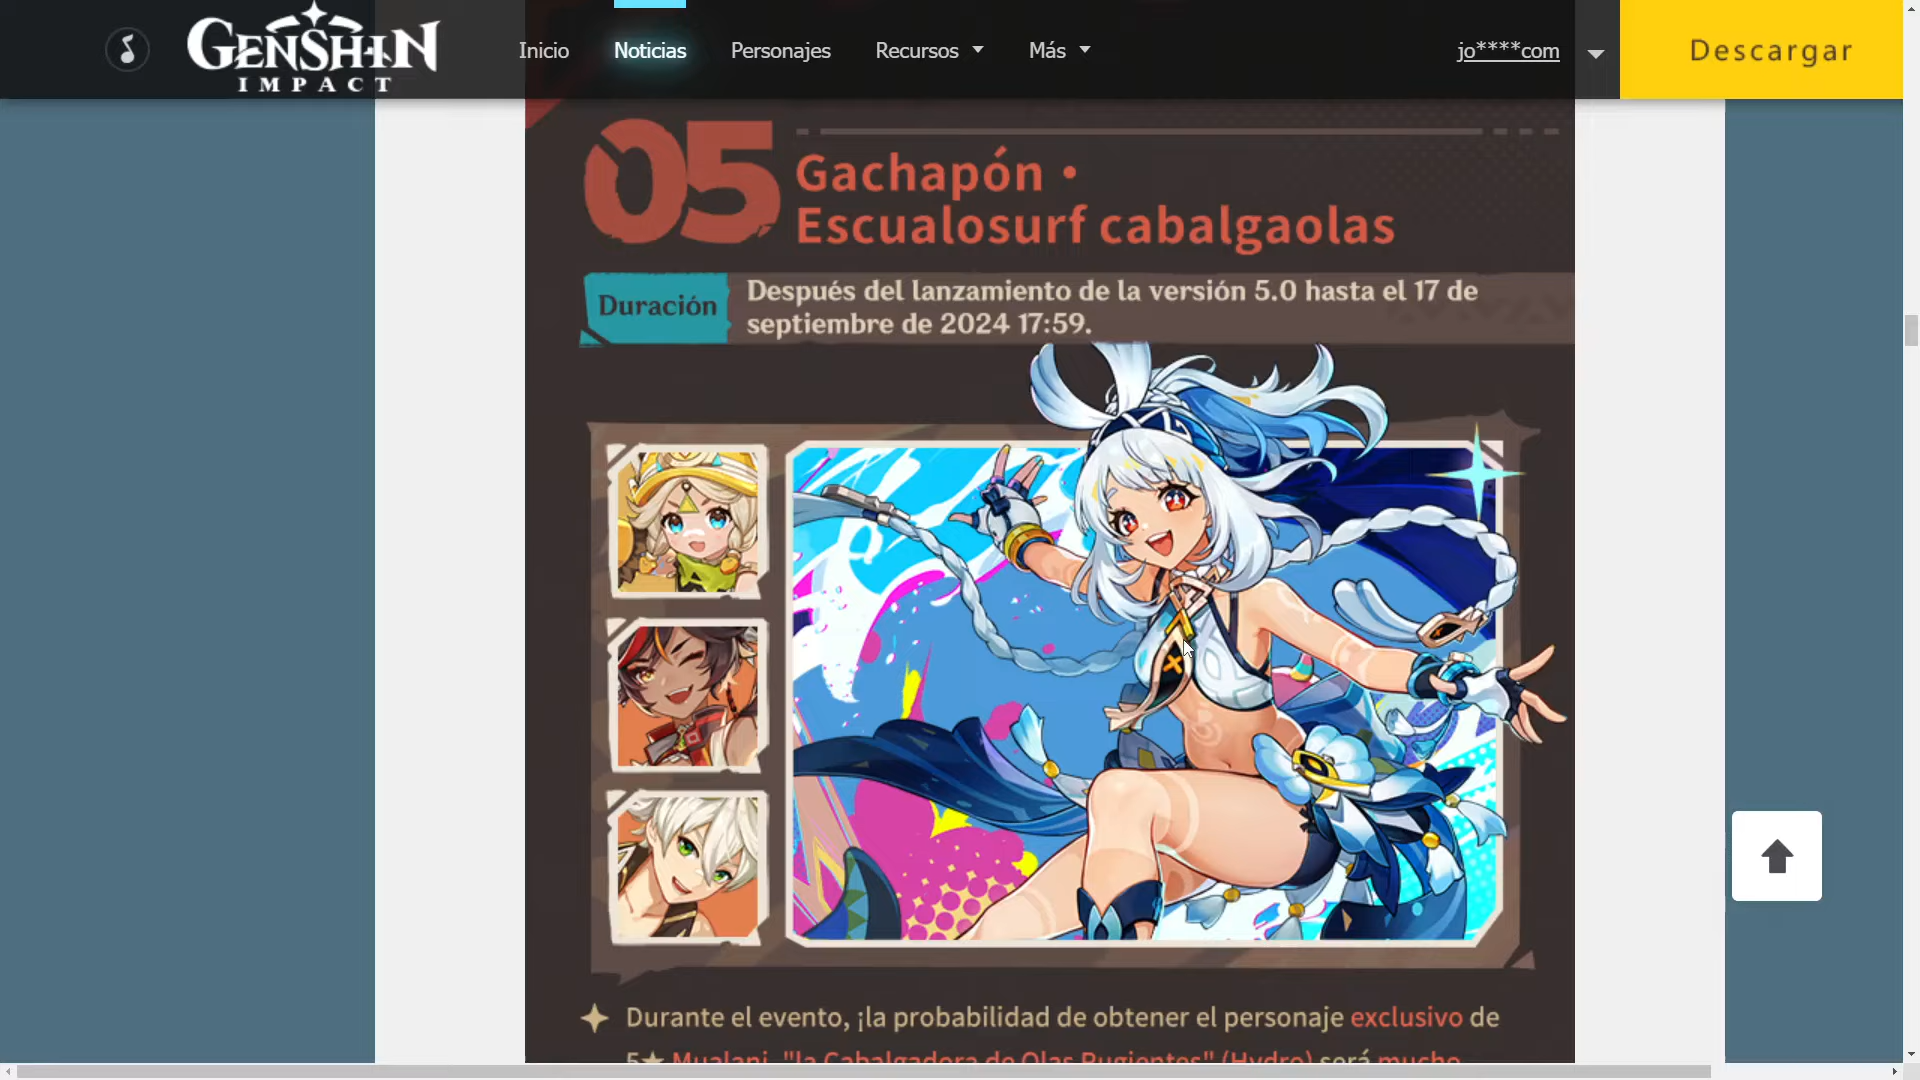 GENSHIN
IMPACT
Inicio
Noticias
Personajes
Recursos
Más
jo****com
Descargar
05
Gachapón •
Escualosurf cabalgaolas
Duración
Después del lanzamiento de la versión 5.0 hasta el 17 de
septiembre de 2024 17:59.
Durante el evento, ¡la probabilidad de obtener el personaje exclusivo de
5★ Mualani, "la Cabalgadora de Olas Rugientes" (Hydro) será mucho